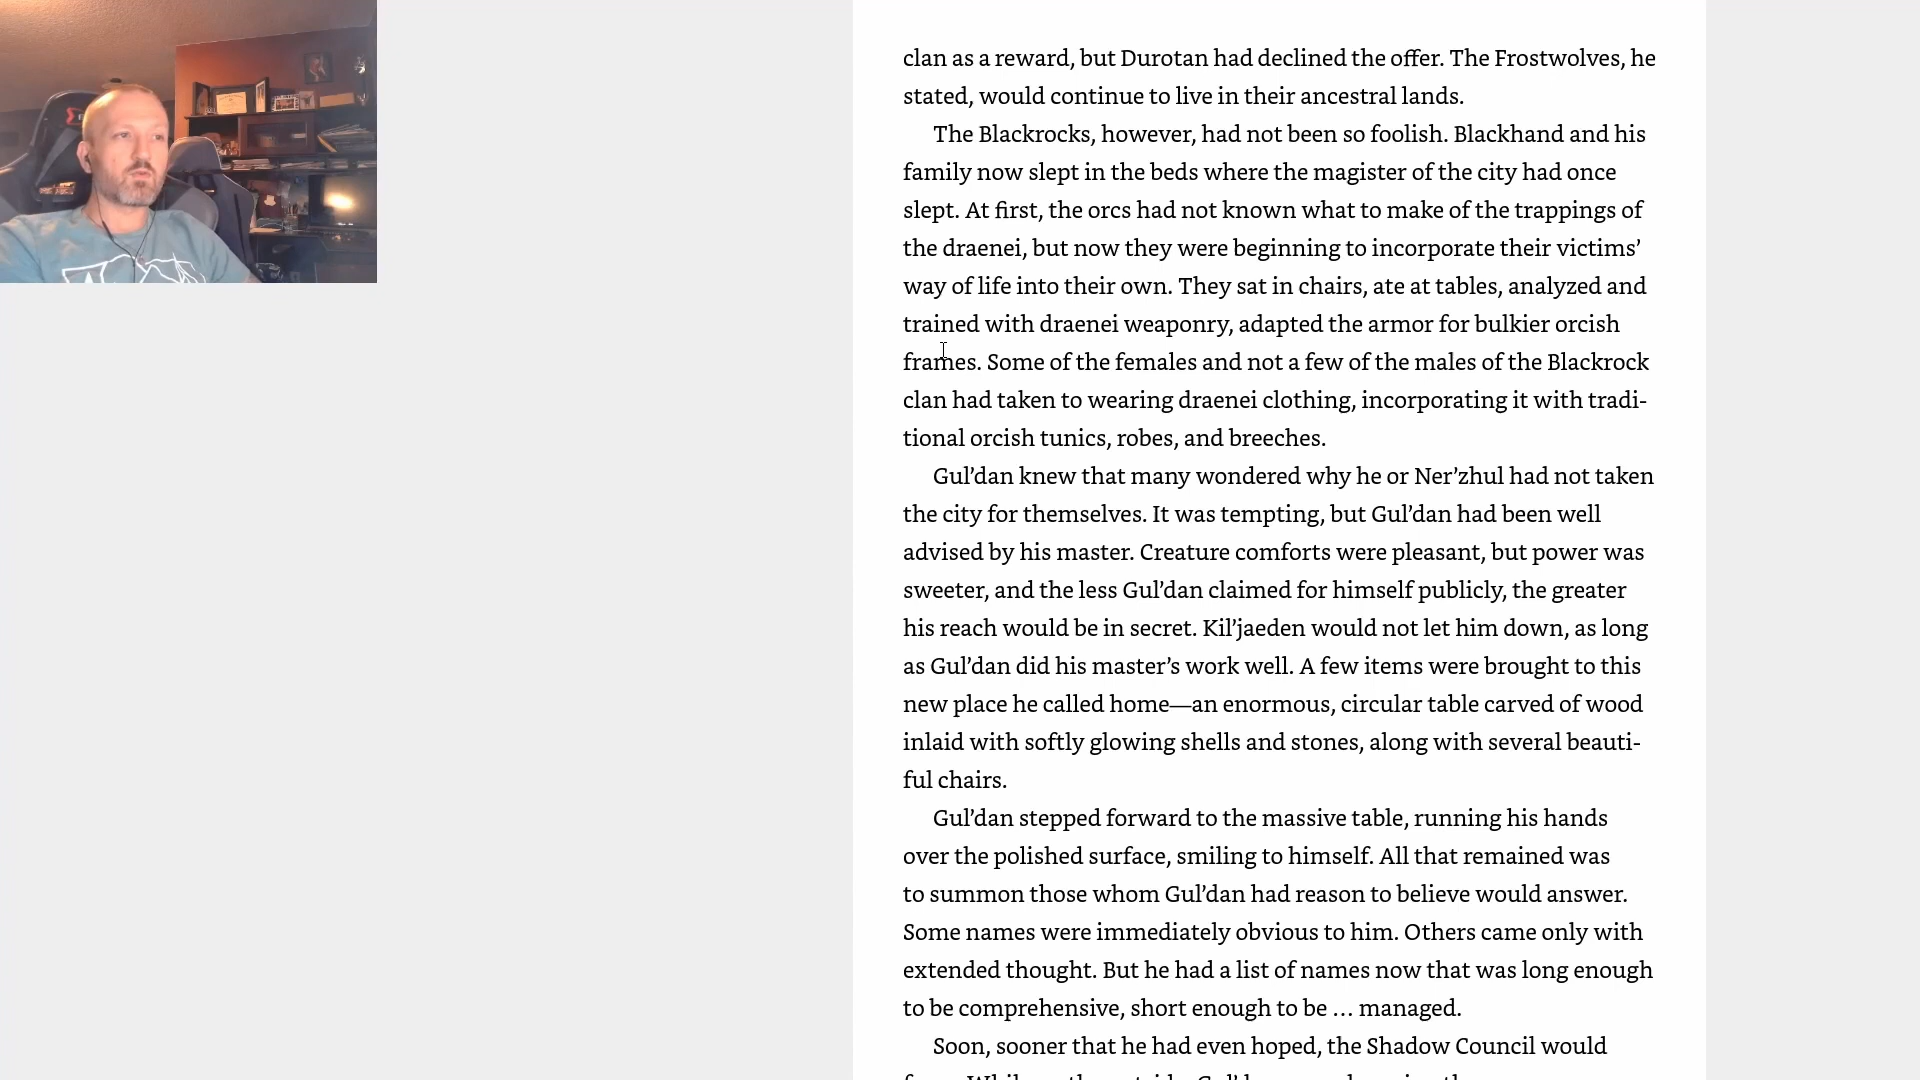 clan as a reward, but Durotan had declined the offer. The Frostwolves, he
stated, would continue to live in their ancestral lands.
The Blackrocks, however, had not been so foolish. Blackhand and his
family now slept in the beds where the magister of the city had once
slept. At first, the orcs had not known what to make of the trappings of
the draenei, but now they were beginning to incorporate their victims’
way of life into their own. They sat in chairs, ate at tables, analyzed and
trained with draenei weaponry, adapted the armor for bulkier orcish
frames. Some of the females and not a few of the males of the Blackrock
clan had taken to wearing draenei clothing, incorporating it with tradi-
tional orcish tunics, robes, and breeches.
Gul’dan knew that many wondered why he or Ner’zhul had not taken
the city for themselves. It was tempting, but Gul’dan had been well
advised by his master. Creature comforts were pleasant, but power was
sweeter, and the less Gul’dan claimed for himself publicly, the greater
his reach would be in secret. Kil’jaeden would not let him down, as long
as Gul’dan did his master’s work well. A few items were brought to this
new place he called home—an enormous, circular table carved of wood
inlaid with softly glowing shells and stones, along with several beauti-
ful chairs.
Gul’dan stepped forward to the massive table, running his hands
over the polished surface, smiling to himself. All that remained was
to summon those whom Gul’dan had reason to believe would answer.
Some names were immediately obvious to him. Others came only with
extended thought. But he had a list of names now that was long enough
to be comprehensive, short enough to be … managed.
Soon, sooner that he had even hoped, the Shadow Council would